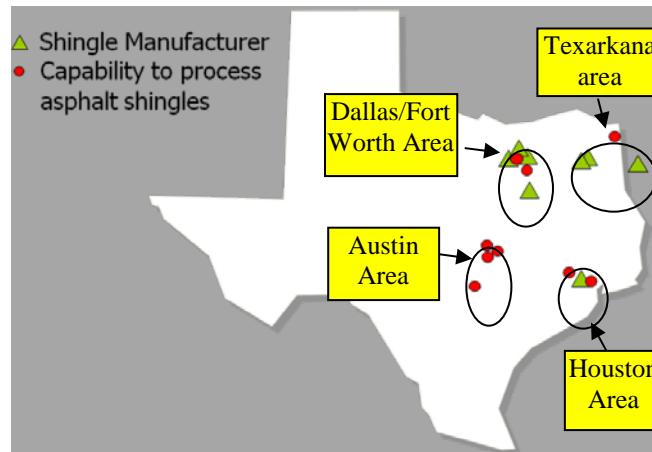 Shingle Manufacturer
Capability to process
asphalt shingles
Texarkana
area
Dallas/Fort
Worth Area
Austin
Area
Houston
Area